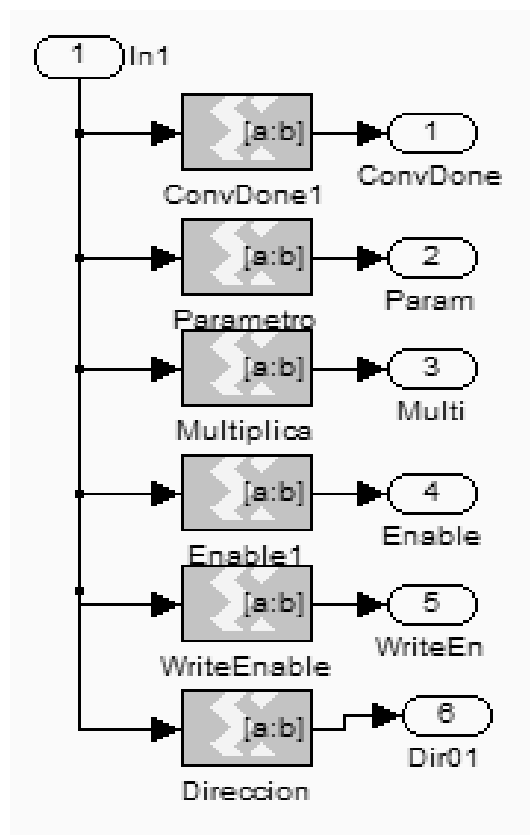 1 In1
[a:b] 1
ConvDone1 ConvDone
[a:b] 2
Parametro Param
[a:b] 3
Multiplica Multi
[a:b] 4
Enable1 Enable
[a:b] 5
WriteEnable WriteEn
[a:b] 6
Direccion Dir01